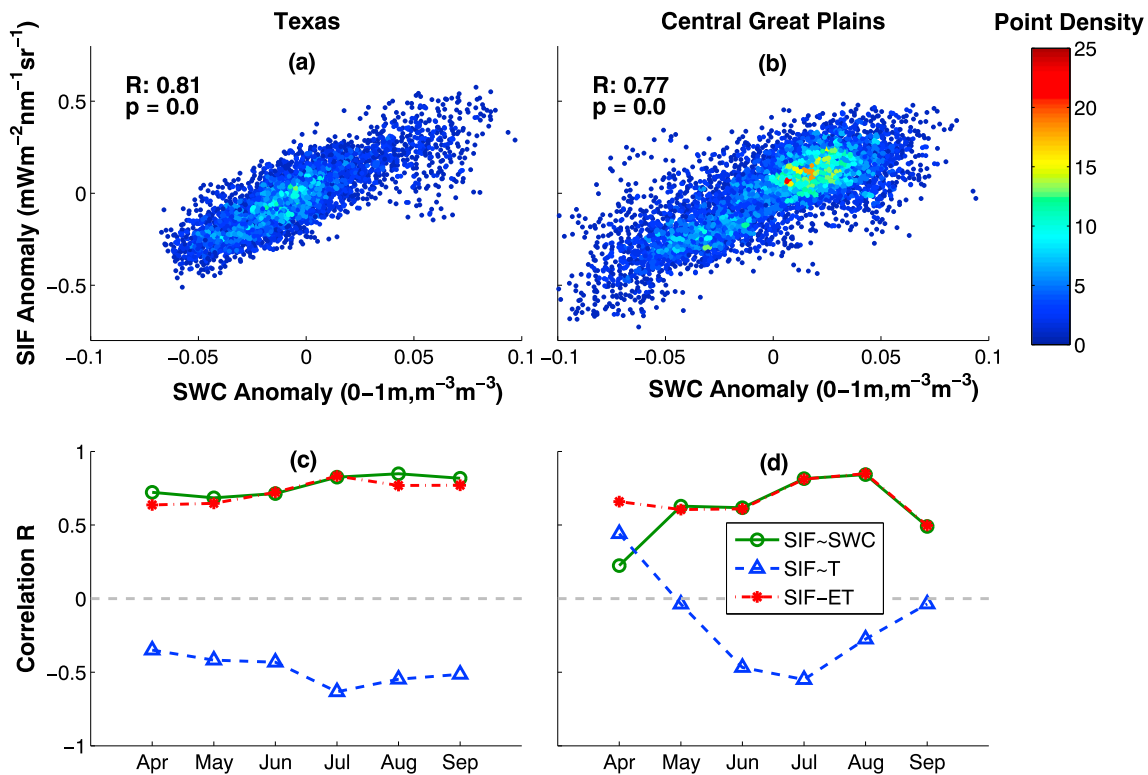 Texas
Central Great Plains
Point Density
SIF Anomaly (mWm⁻²nm⁻¹sr⁻¹)
(a)
R: 0.81
p = 0.0
0.5
0
−0.5
−0.1 −0.05 0 0.05 0.1
SWC Anomaly (0−1m,m⁻³m⁻³)
(b)
R: 0.77
p = 0.0
−0.1 −0.05 0 0.05 0.1
SWC Anomaly (0−1m,m⁻³m⁻³)
25
20
15
10
5
0
Correlation R
(c)
1
0.5
0
−0.5
−1
Apr May Jun Jul Aug Sep
(d)
SIF~SWC
SIF~T
SIF−ET
Apr May Jun Jul Aug Sep